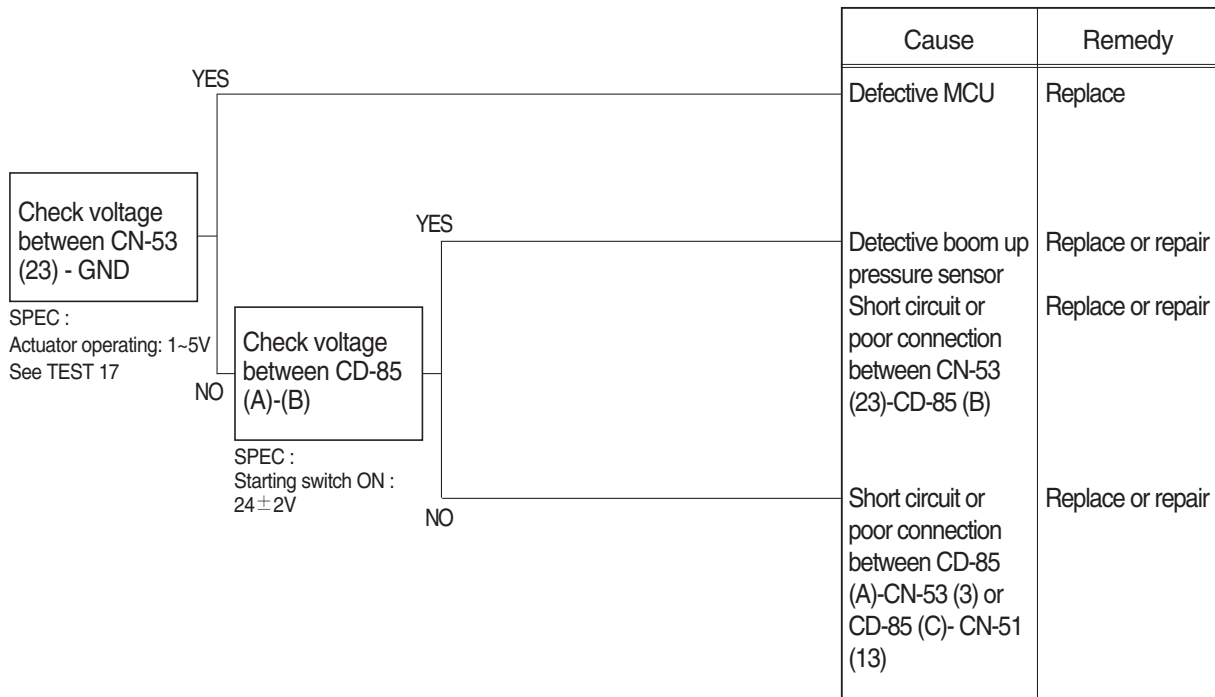 Cause
Remedy
YES
Defective MCU
Replace
Check voltage
between CN-53
(23) - GND
SPEC :
Actuator operating: 1~5V
See TEST 17
NO
YES
Detective boom up
pressure sensor
Replace or repair
Short circuit or
poor connection
between CN-53
(23)-CD-85 (B)
Replace or repair
Check voltage
between CD-85
(A)-(B)
SPEC :
Starting switch ON :
24±2V
NO
Short circuit or
poor connection
between CD-85
(A)-CN-53 (3) or
CD-85 (C)- CN-51
(13)
Replace or repair